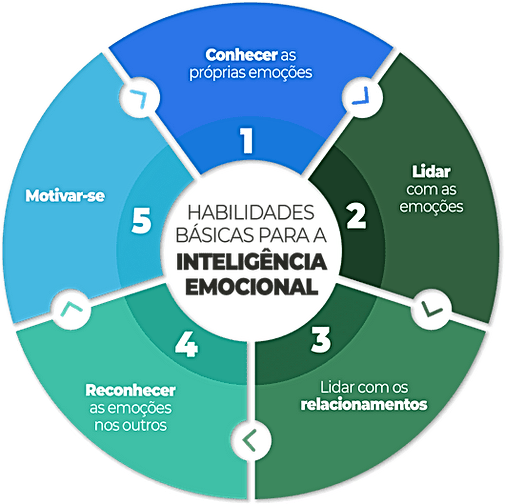 HABILIDADES
BÁSICAS PARA A
INTELIGÊNCIA
EMOCIONAL
Conhecer as
próprias emoções
1
Lidar
com as
emoções
2
3
Lidar com os
relacionamentos
4
Reconhecer
as emoções
nos outros
Motivar-se
5